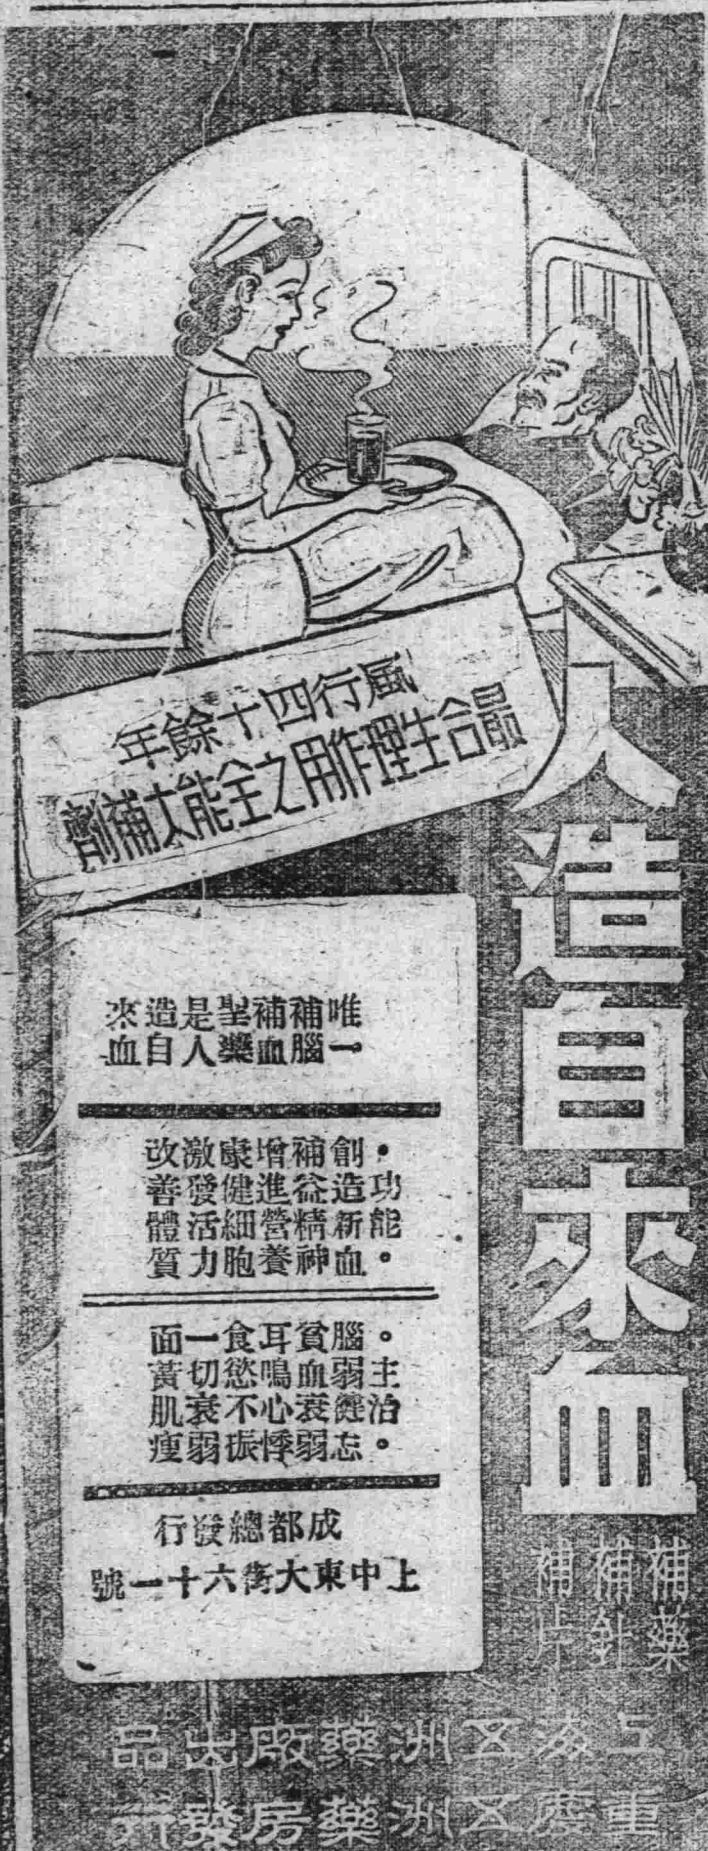 人造自來血
補藥
補針
補片
風行四十餘年
最合生理作用之全能大補劑
唯一
補腦
補血
聖藥
是人
造自
來血
·功能·
創造新血
補益精神
增進營養
康健細胞
激發活力
改善體質
·主治·
腦弱健忘
貧血衰弱
耳鳴心悸
食慾不振
一切衰弱
面黃肌瘦
成都總發行
上中東大街六十一號
上海五洲藥廠出品
重慶五洲藥房發行